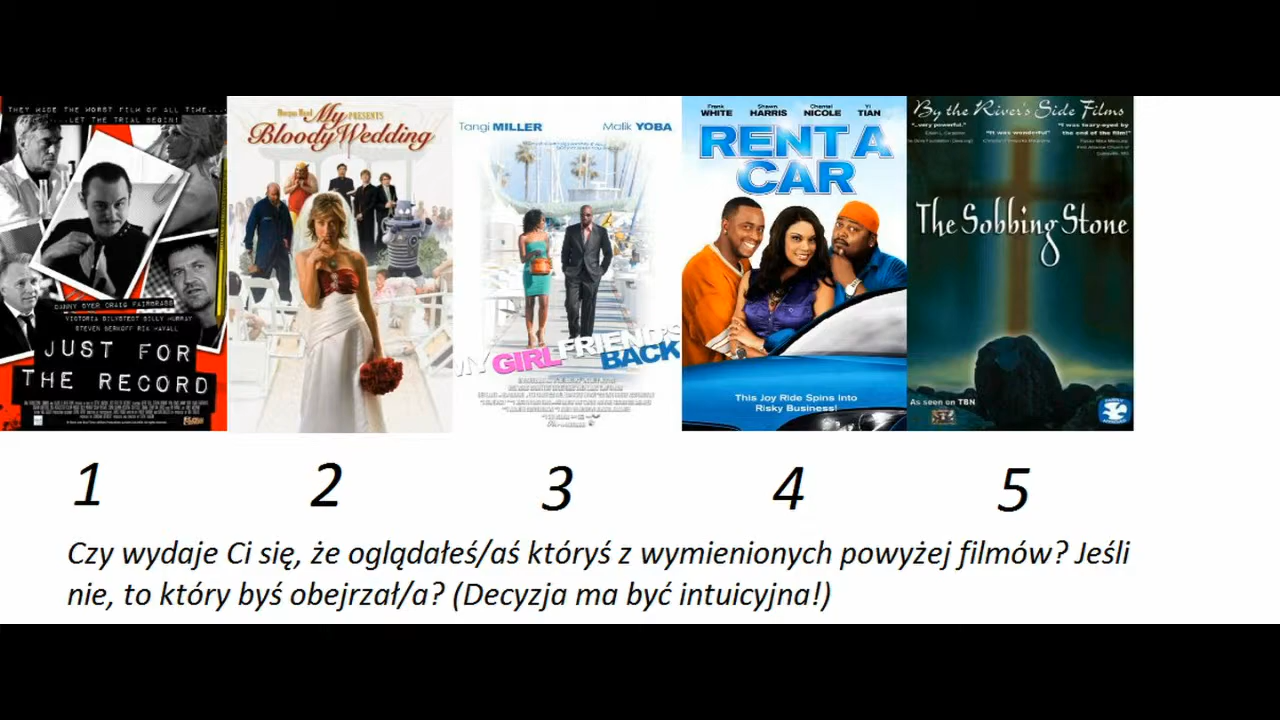 THEY MADE THE WORST FILM OF ALL TIME...
....LET THE TRIAL BEGIN!
DANNY DYER CRAIG FAIRBRASS
VICTORIA SILVSTEDT BILLY MURRAY
STEVEN BERKOFF RIK MAYALL
JUST FOR
THE RECORD
My PRESENTS
Bloody Wedding
Tangi MILLER Malik YOBA
MY GIRLFRIEND'S
BACK
Frank WHITE Shawn HARRIS Chantel NICOLE Yi TIAN
RENT A
CAR
This Joy Ride Spins Into
Risky Business!
By the River's Side Films
"...very powerful."
"It was wonderful"
"I was teary-eyed by
the end of the film!"
The Sobbing Stone
As seen on TBN
1 2 3 4 5
Czy wydaje Ci się, że oglądałeś/aś któryś z wymienionych powyżej filmów? Jeśli
nie, to który byś obejrzał/a? (Decyzja ma być intuicyjna!)